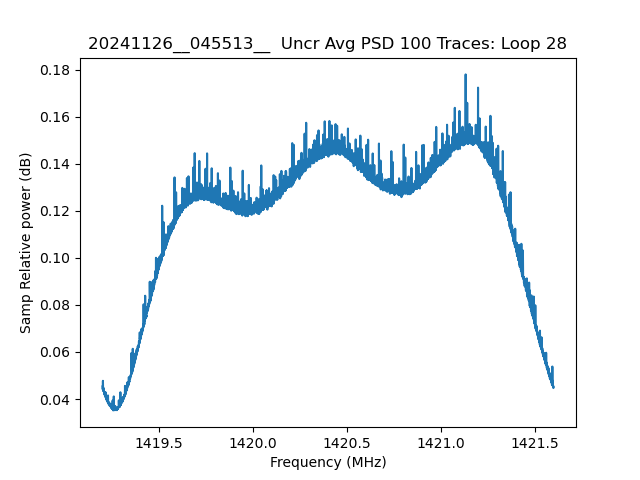 20241126__045513__  Uncr Avg PSD 100 Traces: Loop 28
0.18
0.16
0.14
0.12
0.10
0.08
0.06
0.04
Samp Relative power (dB)
1419.5 1420.0 1420.5 1421.0 1421.5
Frequency (MHz)